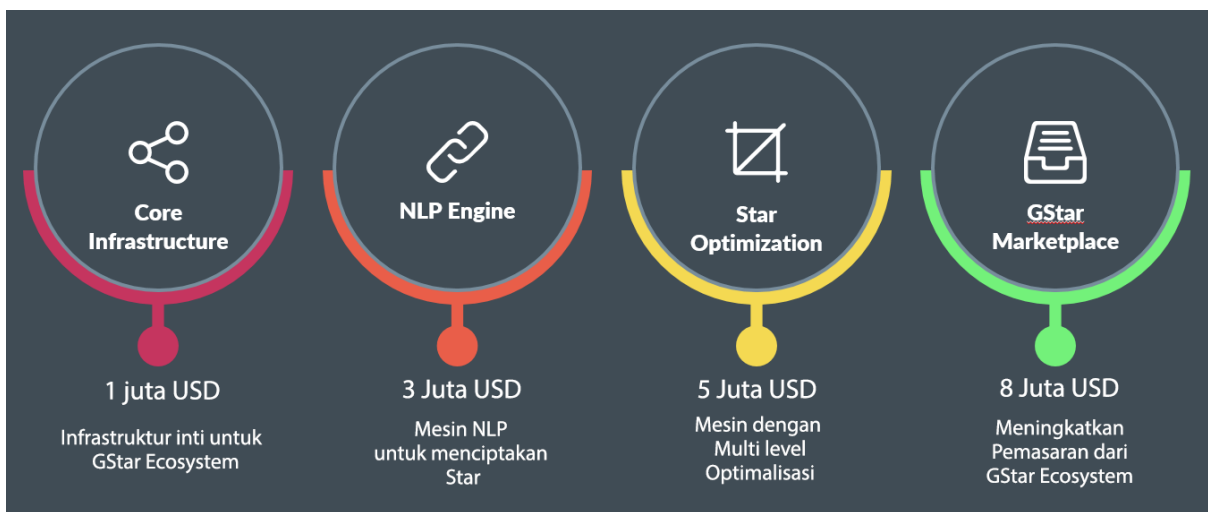 Core
Infrastructure
1 juta USD
Infrastruktur inti untuk
GStar Ecosystem
NLP Engine
3 Juta USD
Mesin NLP
untuk menciptakan
Star
Star
Optimization
5 Juta USD
Mesin dengan
Multi level
Optimalisasi
GStar
Marketplace
8 Juta USD
Meningkatkan
Pemasaran dari
GStar Ecosystem